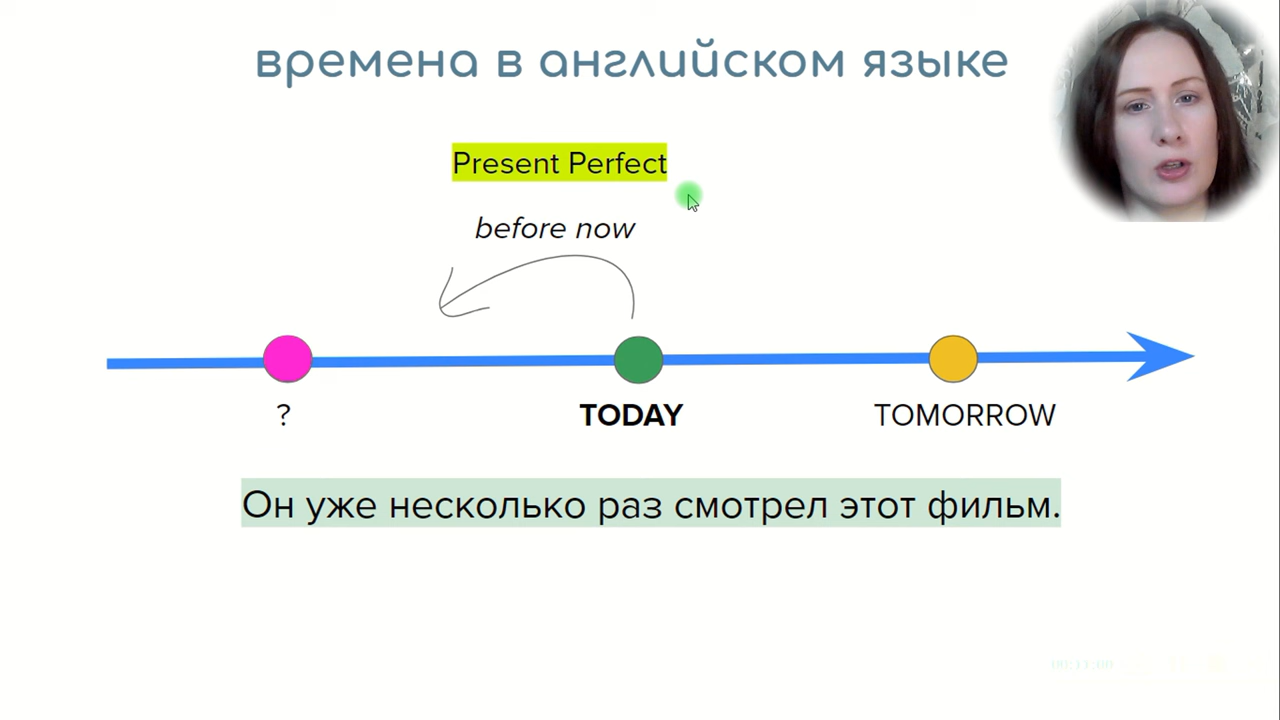 времена в английском языке
Present Perfect
before now
?
TODAY
TOMORROW
Он уже несколько раз смотрел этот фильм.